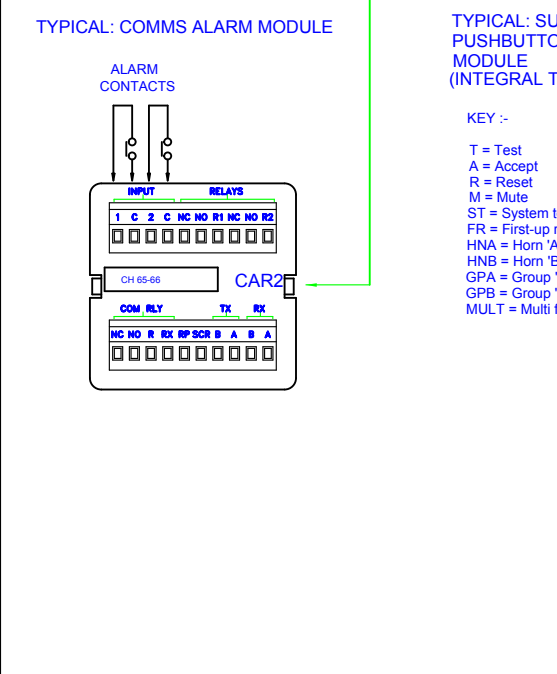 TYPICAL: COMMS ALARM MODULE
ALARM
CONTACTS
INPUT RELAYS
1 C 2 C NC NO R1 NC NO R2
CH 65-66
CAR2
COM RLY TX RX
NC NO R RX RP SCR B A B A
TYPICAL: SU
PUSHBUTTO
MODULE
(INTEGRAL T
KEY :-
T = Test
A = Accept
R = Reset
M = Mute
ST = System t
FR = First-up r
HNA = Horn 'A
HNB = Horn 'B
GPA = Group '
GPB = Group '
MULT = Multi f